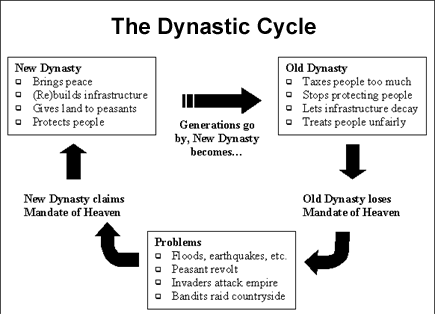 The Dynastic Cycle
New Dynasty
❑ Brings peace
❑ (Re)builds infrastructure
❑ Gives land to peasants
❑ Protects people
Generations go
by, New Dynasty
becomes…
Old Dynasty
❑ Taxes people too much
❑ Stops protecting people
❑ Lets infrastructure decay
❑ Treats people unfairly
Old Dynasty loses
Mandate of Heaven
Problems
❑ Floods, earthquakes, etc.
❑ Peasant revolt
❑ Invaders attack empire
❑ Bandits raid countryside
New Dynasty claims
Mandate of Heaven